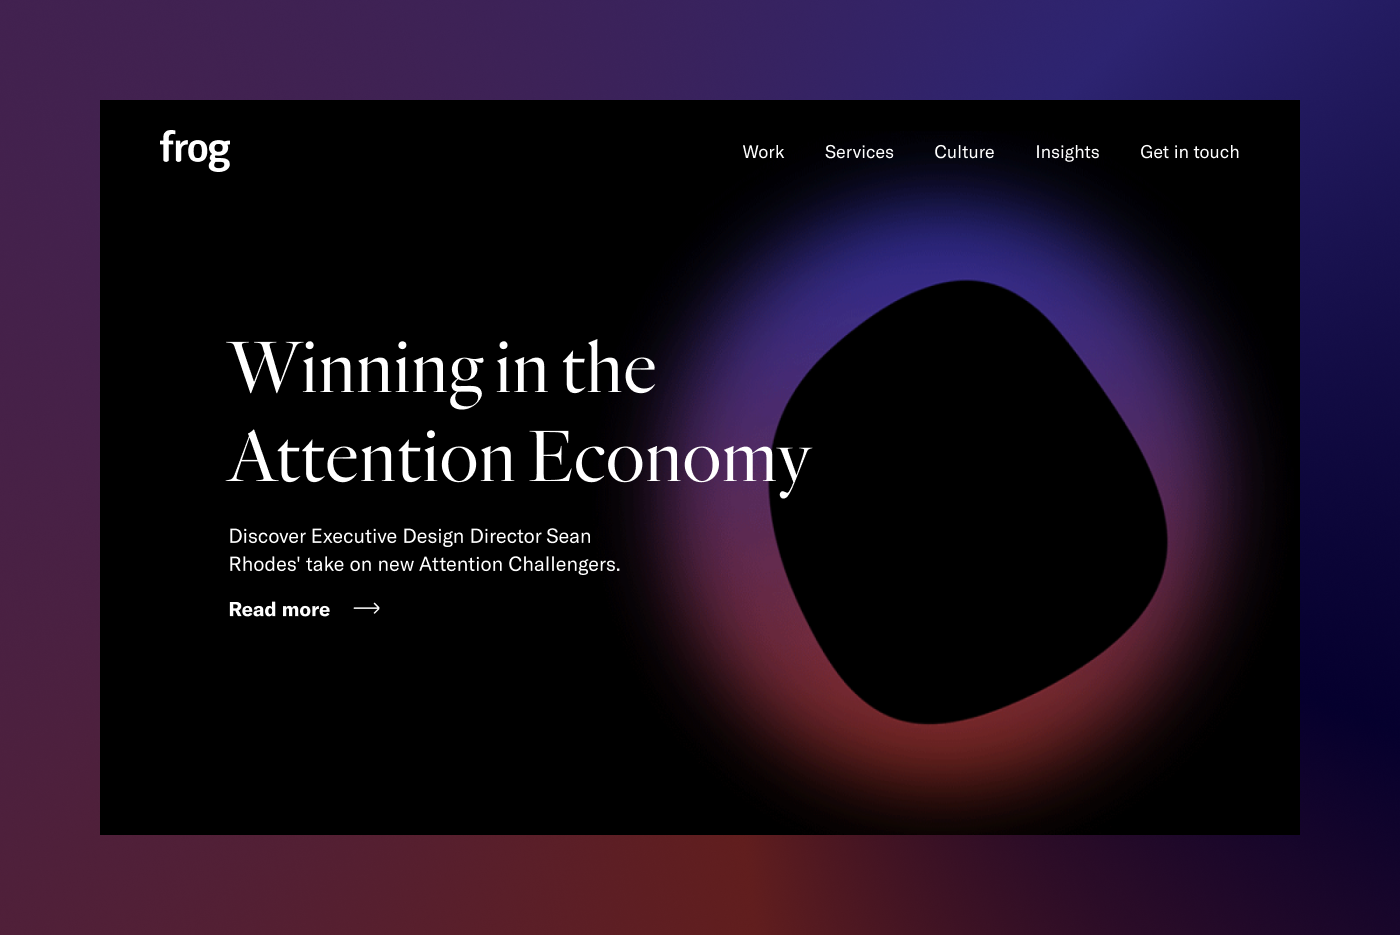 frog
Work Services Culture Insights Get in touch
Winning in the
Attention Economy
Discover Executive Design Director Sean
Rhodes' take on new Attention Challengers.
Read more